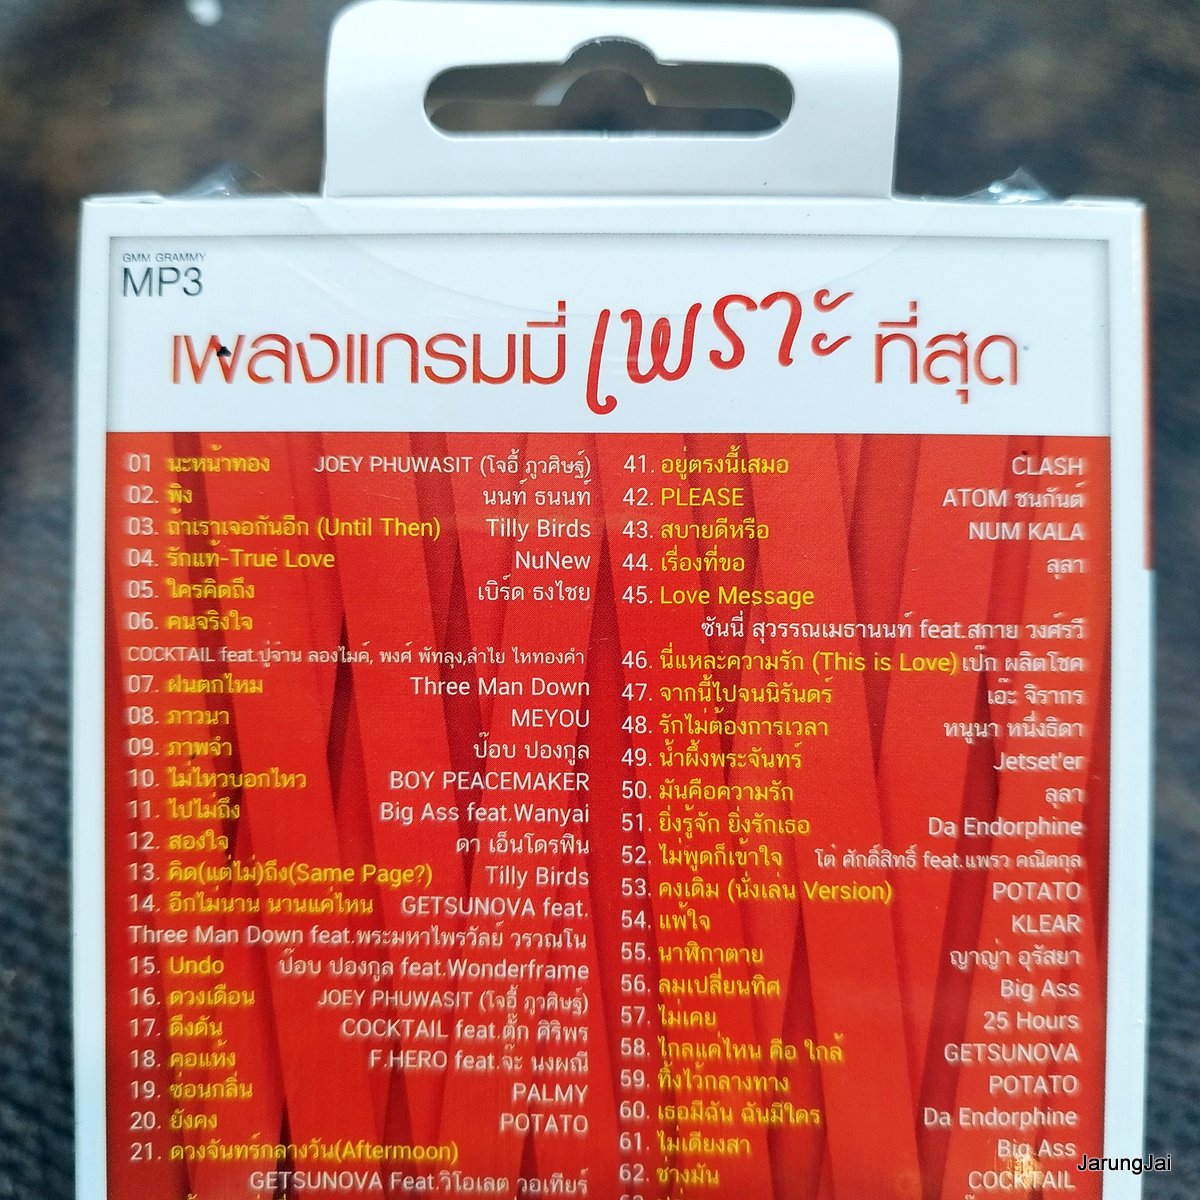 GMM GRAMMY
MP3
เพลงแกรมมี่ เพราะ ที่สุด
01 นะหน้าทอง JOEY PHUWASIT (โจอี้ ภูวศิษฐ์)
02. พิง นนท์ ธนนท์
03. ถ้าเราเจอกันอีก (Until Then) Tilly Birds
04. รักแท้-True Love NuNew
05. ใครคิดถึง เบิร์ด ธงไชย
06. คนจริงใจ
COCKTAIL feat.ปู่จ๋าน ลองไมค์, พงศ์ พัทลุง,ลำไย ไหทองคำ
07. ฝนตกไหม Three Man Down
08. ภาวนา MEYOU
09. ภาพจำ ป๊อบ ปองกูล
10. ไม่ไหวบอกไหว BOY PEACEMAKER
11. ไปไม่ถึง Big Ass feat.Wanyai
12. สองใจ ดา เอ็นโดรฟิน
13. คิด(แต่ไม่)ถึง(Same Page?) Tilly Birds
14. อีกไม่นาน นานแค่ไหน GETSUNOVA feat.
Three Man Down feat.พระมหาไพรวัลย์ วรวณโน
15. Undo ป๊อบ ปองกูล feat.Wonderframe
16. ดวงเดือน JOEY PHUWASIT (โจอี้ ภูวศิษฐ์)
17. ดึงดัน COCKTAIL feat.ตั๊ก ศิริพร
18. คอแห้ง F.HERO feat.จ๊ะ นงผณี
19. ซ่อนกลิ่น PALMY
20. ยังคง POTATO
21. ดวงจันทร์กลางวัน(Aftermoon)
GETSUNOVA Feat.วิโอเลต วอเทียร์
41. อยู่ตรงนี้เสมอ CLASH
42. PLEASE ATOM ชนกันต์
43. สบายดีหรือ NUM KALA
44. เรื่องที่ขอ ลุลา
45. Love Message
ซันนี่ สุวรรณเมธานนท์ feat.สกาย วงศ์รวี
46. นี่แหละความรัก (This is Love) เป๊ก ผลิตโชค
47. จากนี้ไปจนนิรันดร์ เอ๊ะ จิรากร
48. รักไม่ต้องการเวลา หนูนา หนึ่งธิดา
49. น้ำผึ้งพระจันทร์ Jetset'er
50. มันคือความรัก ลุลา
51. ยิ่งรู้จัก ยิ่งรักเธอ Da Endorphine
52. ไม่พูดก็เข้าใจ โต๋ ศักดิ์สิทธิ์ feat.แพรว คณิตกุล
53. คงเดิม (นั่งเล่น Version) POTATO
54. แพ้ใจ KLEAR
55. นาฬิกาตาย ญาญ่า อุรัสยา
56. ลมเปลี่ยนทิศ Big Ass
57. ไม่เคย 25 Hours
58. ไกลแค่ไหน คือ ใกล้ GETSUNOVA
59. ทิ้งไว้กลางทาง POTATO
60. เธอมีฉัน ฉันมีใคร Da Endorphine
61. ไม่เดียงสา Big Ass
62. ช่างมัน COCKTAIL
JarungJai